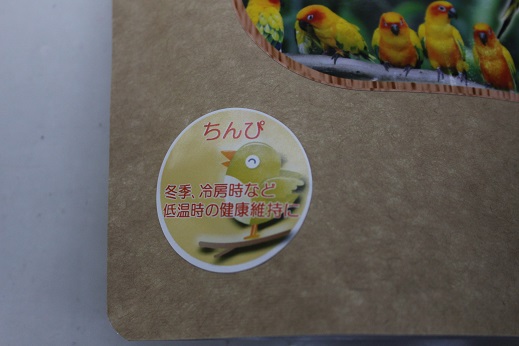 ちんぴ
冬季、冷房時など
低温時の健康維持に